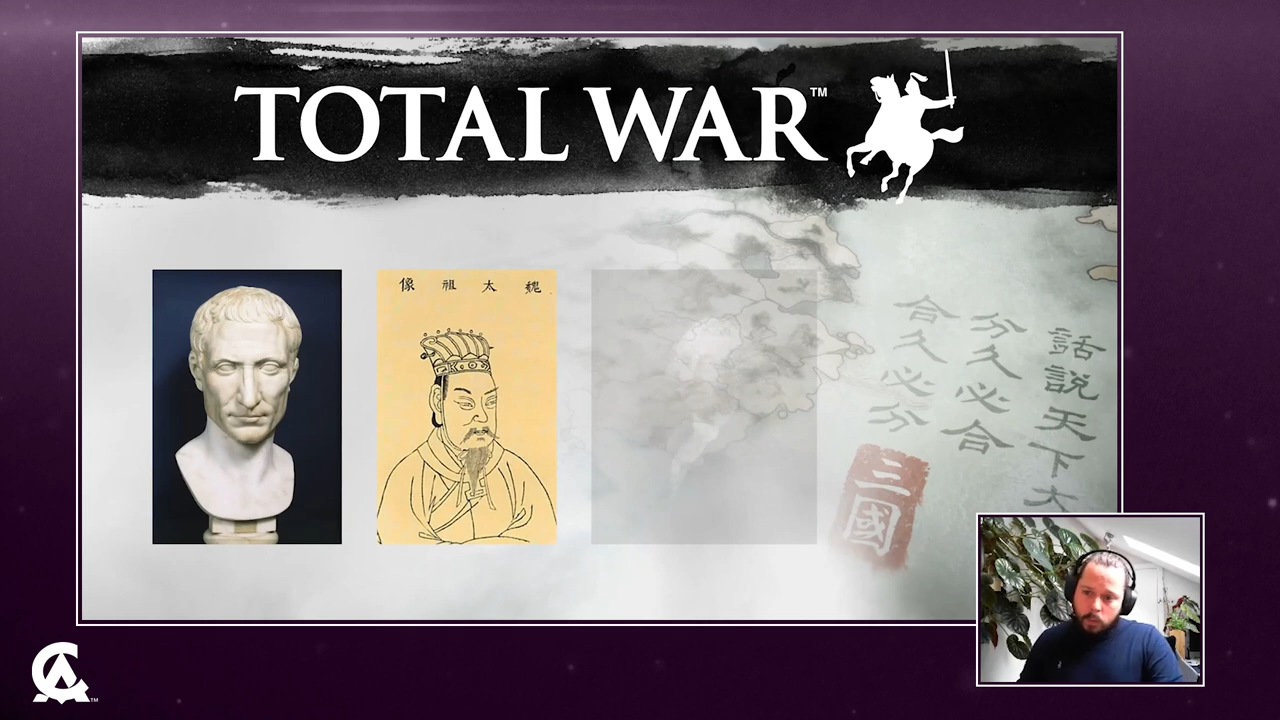 TOTAL WAR™
像 祖 太 魏
話說天下大
分久必合
合久必分
三國
CA™